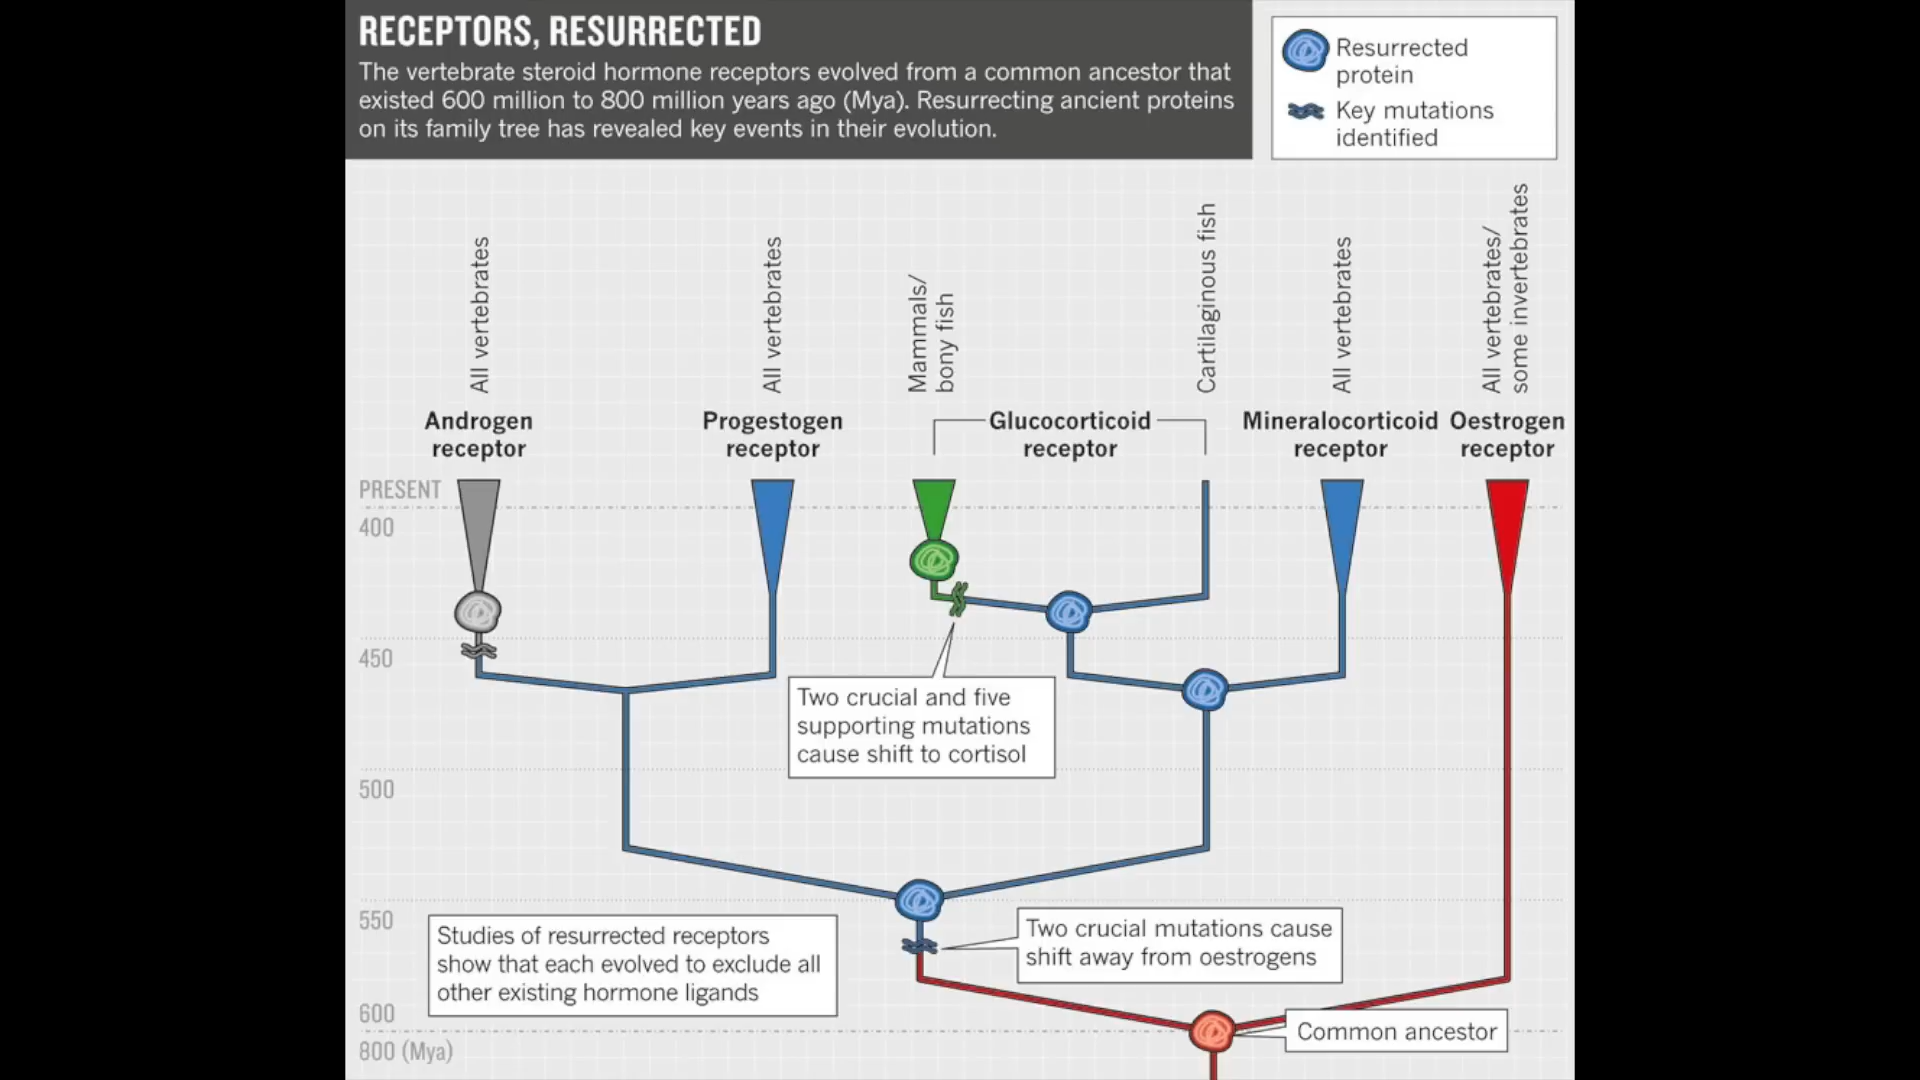 RECEPTORS, RESURRECTED
The vertebrate steroid hormone receptors evolved from a common ancestor that
existed 600 million to 800 million years ago (Mya). Resurrecting ancient proteins
on its family tree has revealed key events in their evolution.
Resurrected
protein
Key mutations
identified
All vertebrates
All vertebrates
Mammals/
bony fish
Cartilaginous fish
All vertebrates
All vertebrates/
some invertebrates
Androgen
receptor
Progestogen
receptor
Glucocorticoid
receptor
Mineralocorticoid
receptor
Oestrogen
receptor
PRESENT
400
450
Two crucial and five
supporting mutations
cause shift to cortisol
500
550
Studies of resurrected receptors
show that each evolved to exclude all
other existing hormone ligands
Two crucial mutations cause
shift away from oestrogens
600
Common ancestor
800 (Mya)